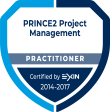 PRINCE2 Project
Management
PRACTITIONER
Certified by EXIN
2014-2017